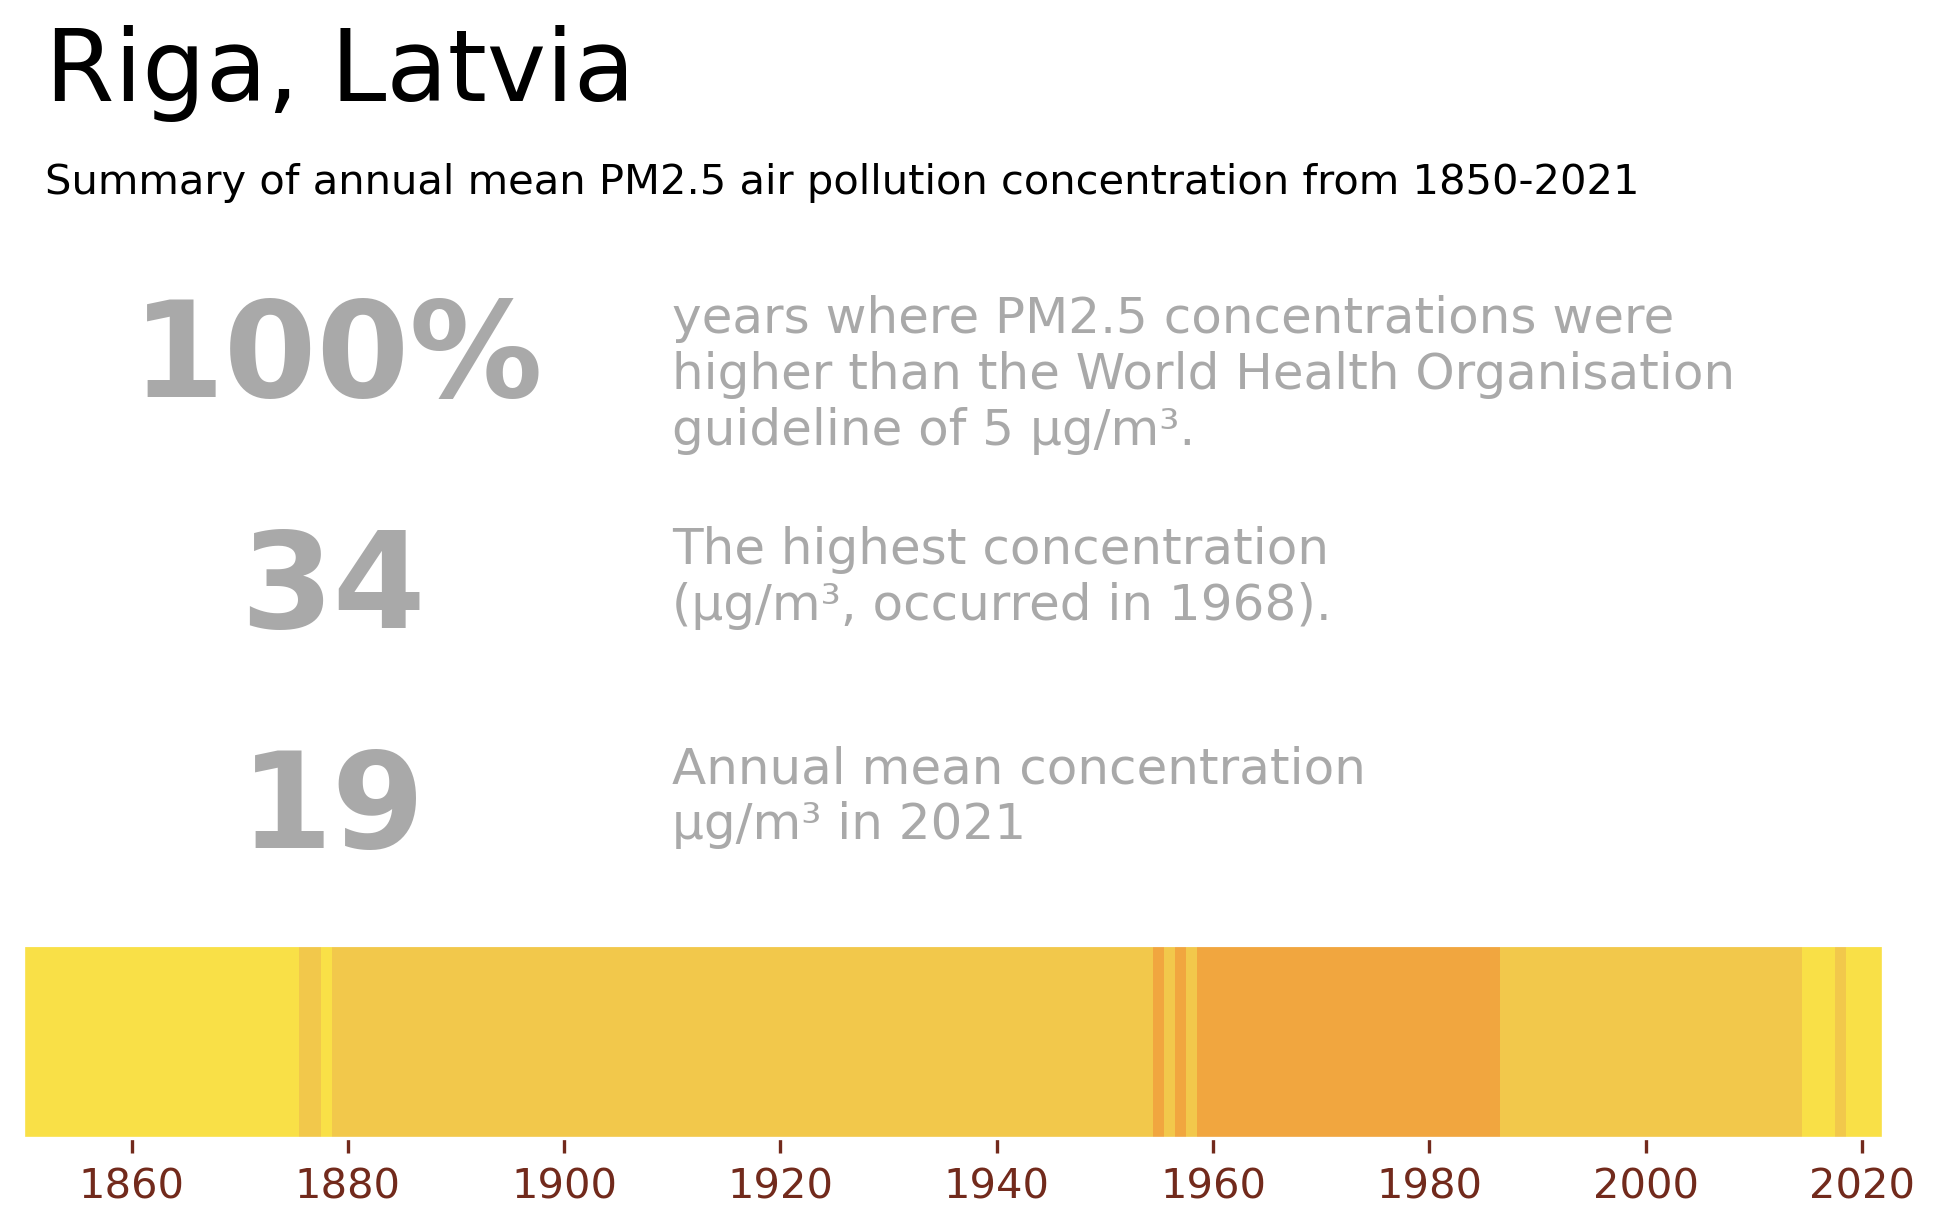 Riga, Latvia
Summary of annual mean PM2.5 air pollution concentration from 1850-2021
100%
years where PM2.5 concentrations were
higher than the World Health Organisation
guideline of 5 µg/m³.
34
The highest concentration
(µg/m³, occurred in 1968).
19
Annual mean concentration
µg/m³ in 2021
1860 1880 1900 1920 1940 1960 1980 2000 2020